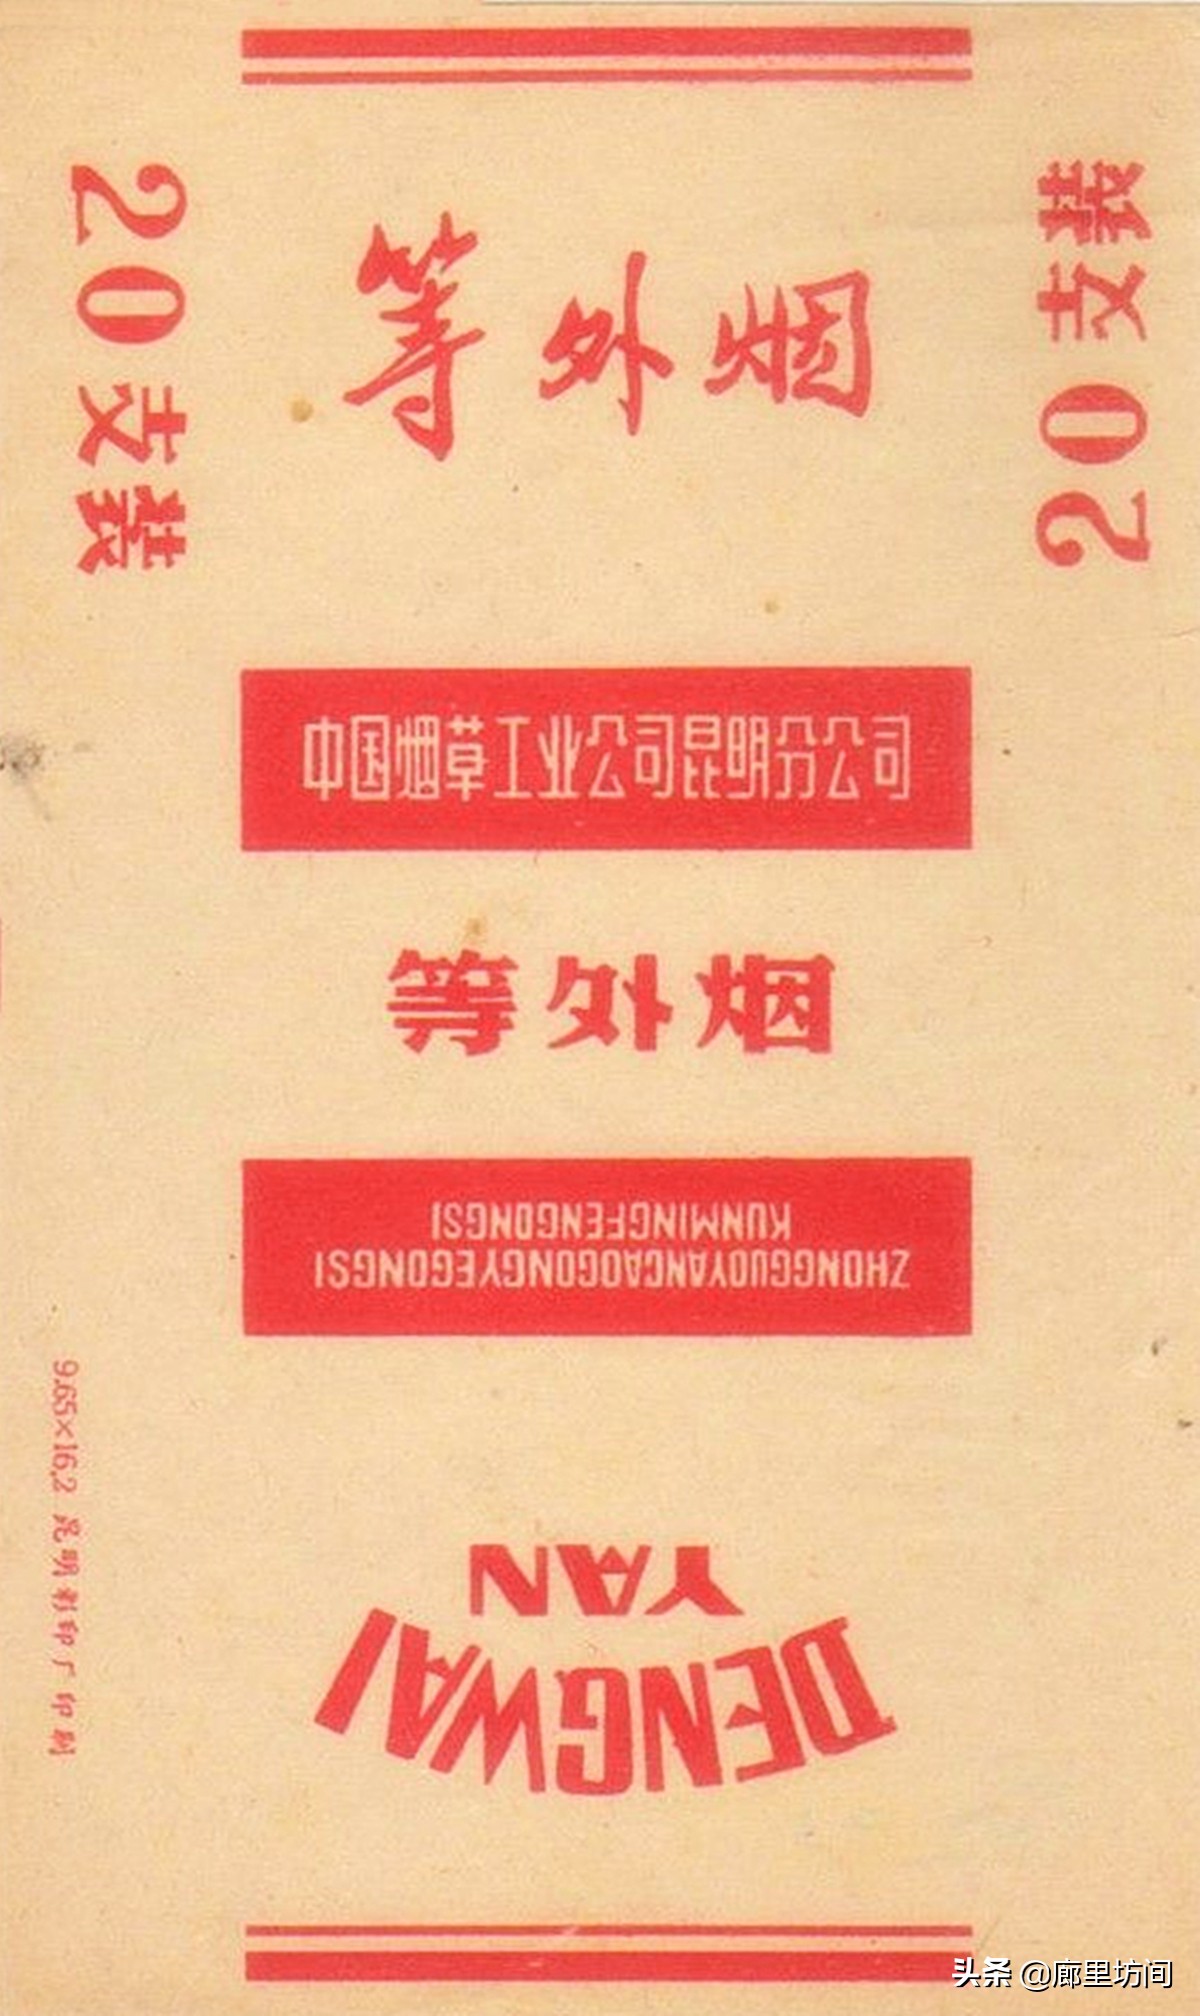 20支装
等外烟
20支装
中国烟草工业公司昆明分公司
等外烟
ZHONGGUOYANCAOGONGYEGONGSI
KUNMINGFENGONGSI
DENGWAI
YAN
9.65×16.2 昆明彩印厂印刷
头条 @廊里坊间